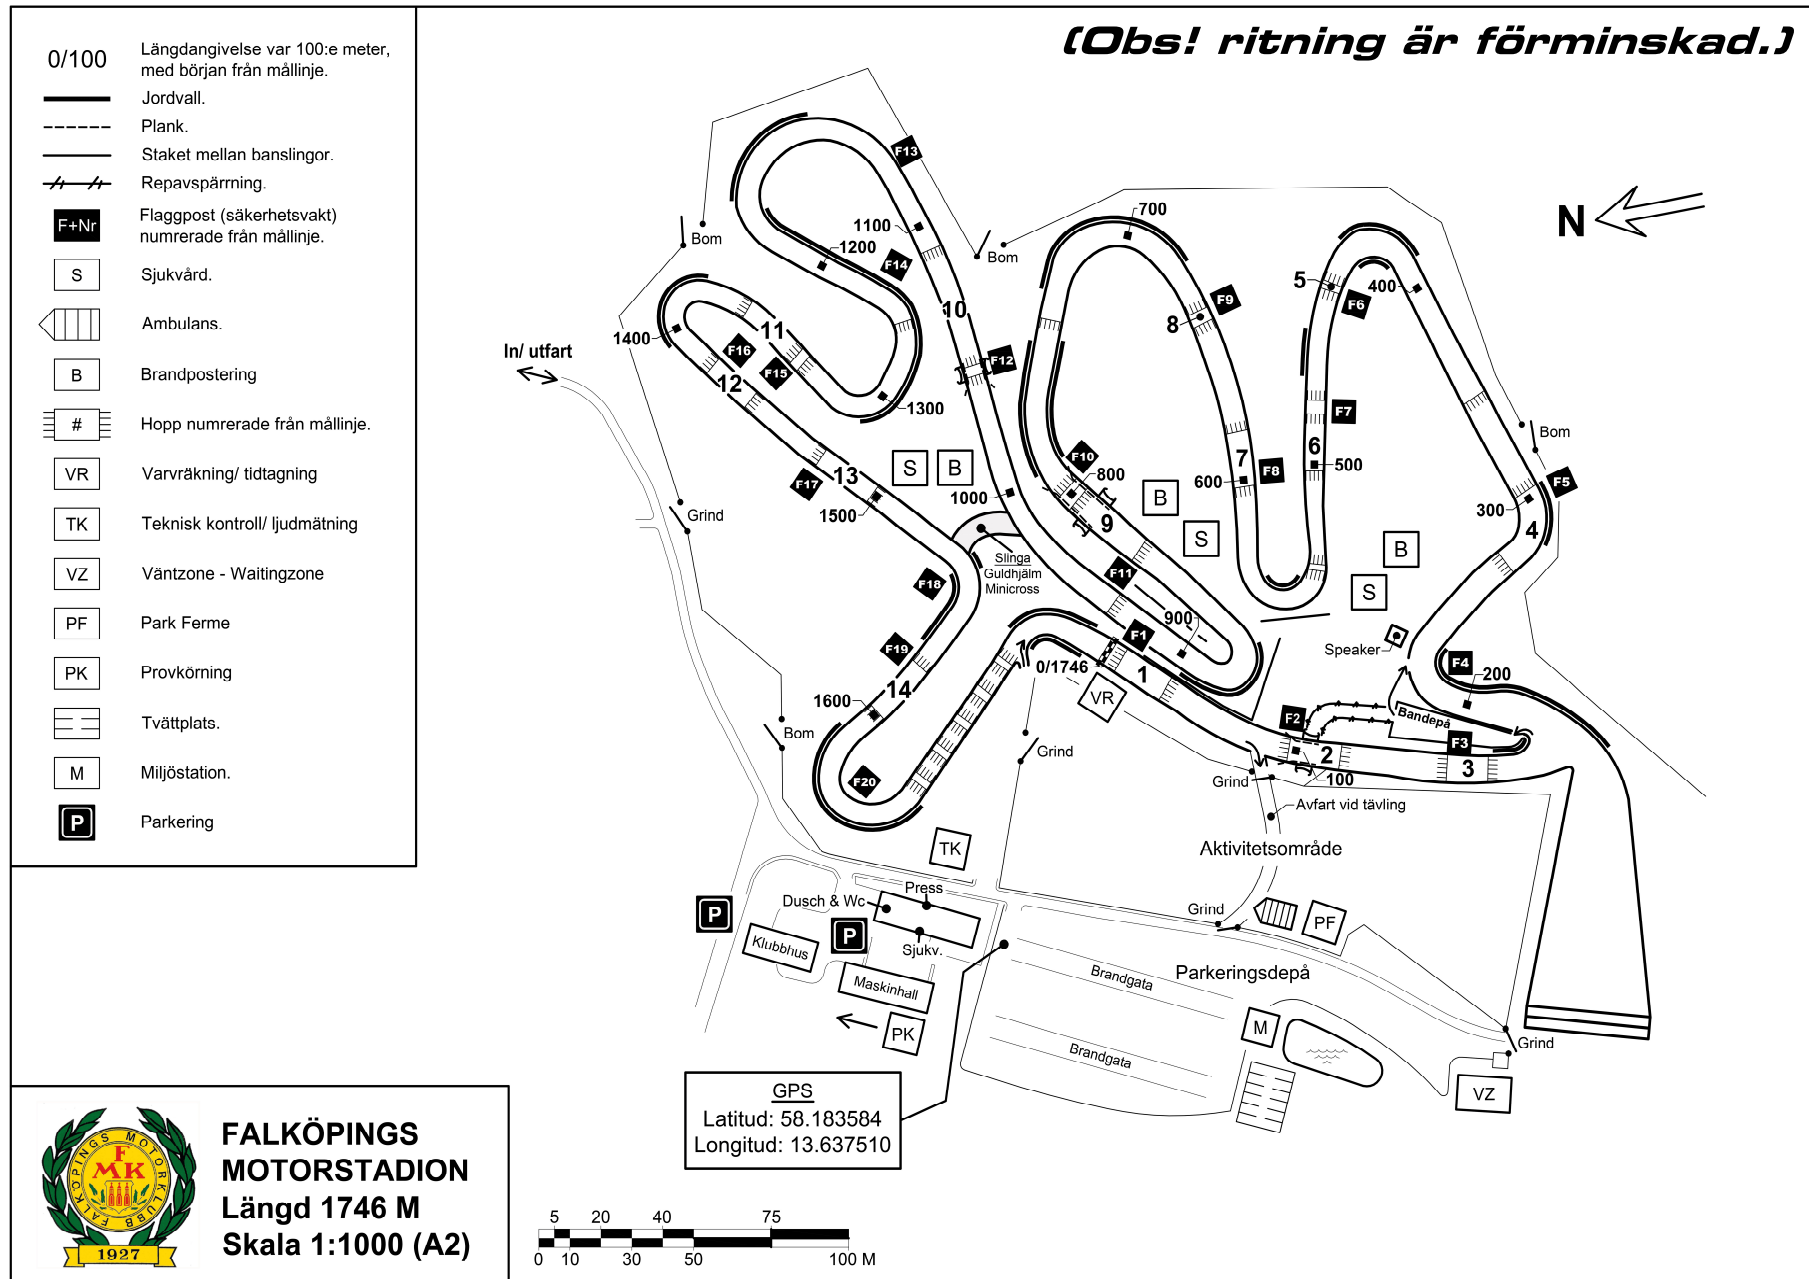 (Obs! ritning är förminskad.)
0/100
Längdangivelse var 100:e meter,
med början från mållinje.
Jordvall.
Plank.
Staket mellan banslingor.
Repavspärrning.
F+Nr
Flaggpost (säkerhetsvakt)
numrerade från mållinje.
S
Sjukvård.
Ambulans.
B
Brandpostering
#
Hopp numrerade från mållinje.
VR
Varvräkning/ tidtagning
TK
Teknisk kontroll/ ljudmätning
VZ
Väntzone - Waitingzone
PF
Park Ferme
PK
Provkörning
Tvättplats.
M
Miljöstation.
P
Parkering
F13
700
N
1100
Bom
1200
Bom
F14
5
400
F9
F6
10
8
11
1400
F16
In/ utfart
F12
F15
12
1300
F7
Bom
F10
6
7
S
B
13
800
F8
500
600
F17
1000
B
F5
300
1500
9
4
Grind
S
B
Slinga
Guldhjälm
Minicross
F11
F18
S
900
F1
Speaker
F19
0/1746
F4
1
200
14
VR
1600
F2
Bandepå
Bom
F3
Grind
2
3
F20
Grind
100
Avfart vid tävling
TK
Aktivitetsområde
Press
Dusch & Wc
P
Grind
PF
P
Klubbhus
Sjukv.
Brandgata
Parkeringsdepå
Maskinhall
PK
M
Brandgata
Grind
VZ
GPS
Latitud: 58.183584
Longitud: 13.637510
FALKÖPINGS MOTORKLUBB
F
MK
1927
FALKÖPINGS
MOTORSTADION
Längd 1746 M
Skala 1:1000 (A2)
5
20
40
75
0
10
30
50
100 M